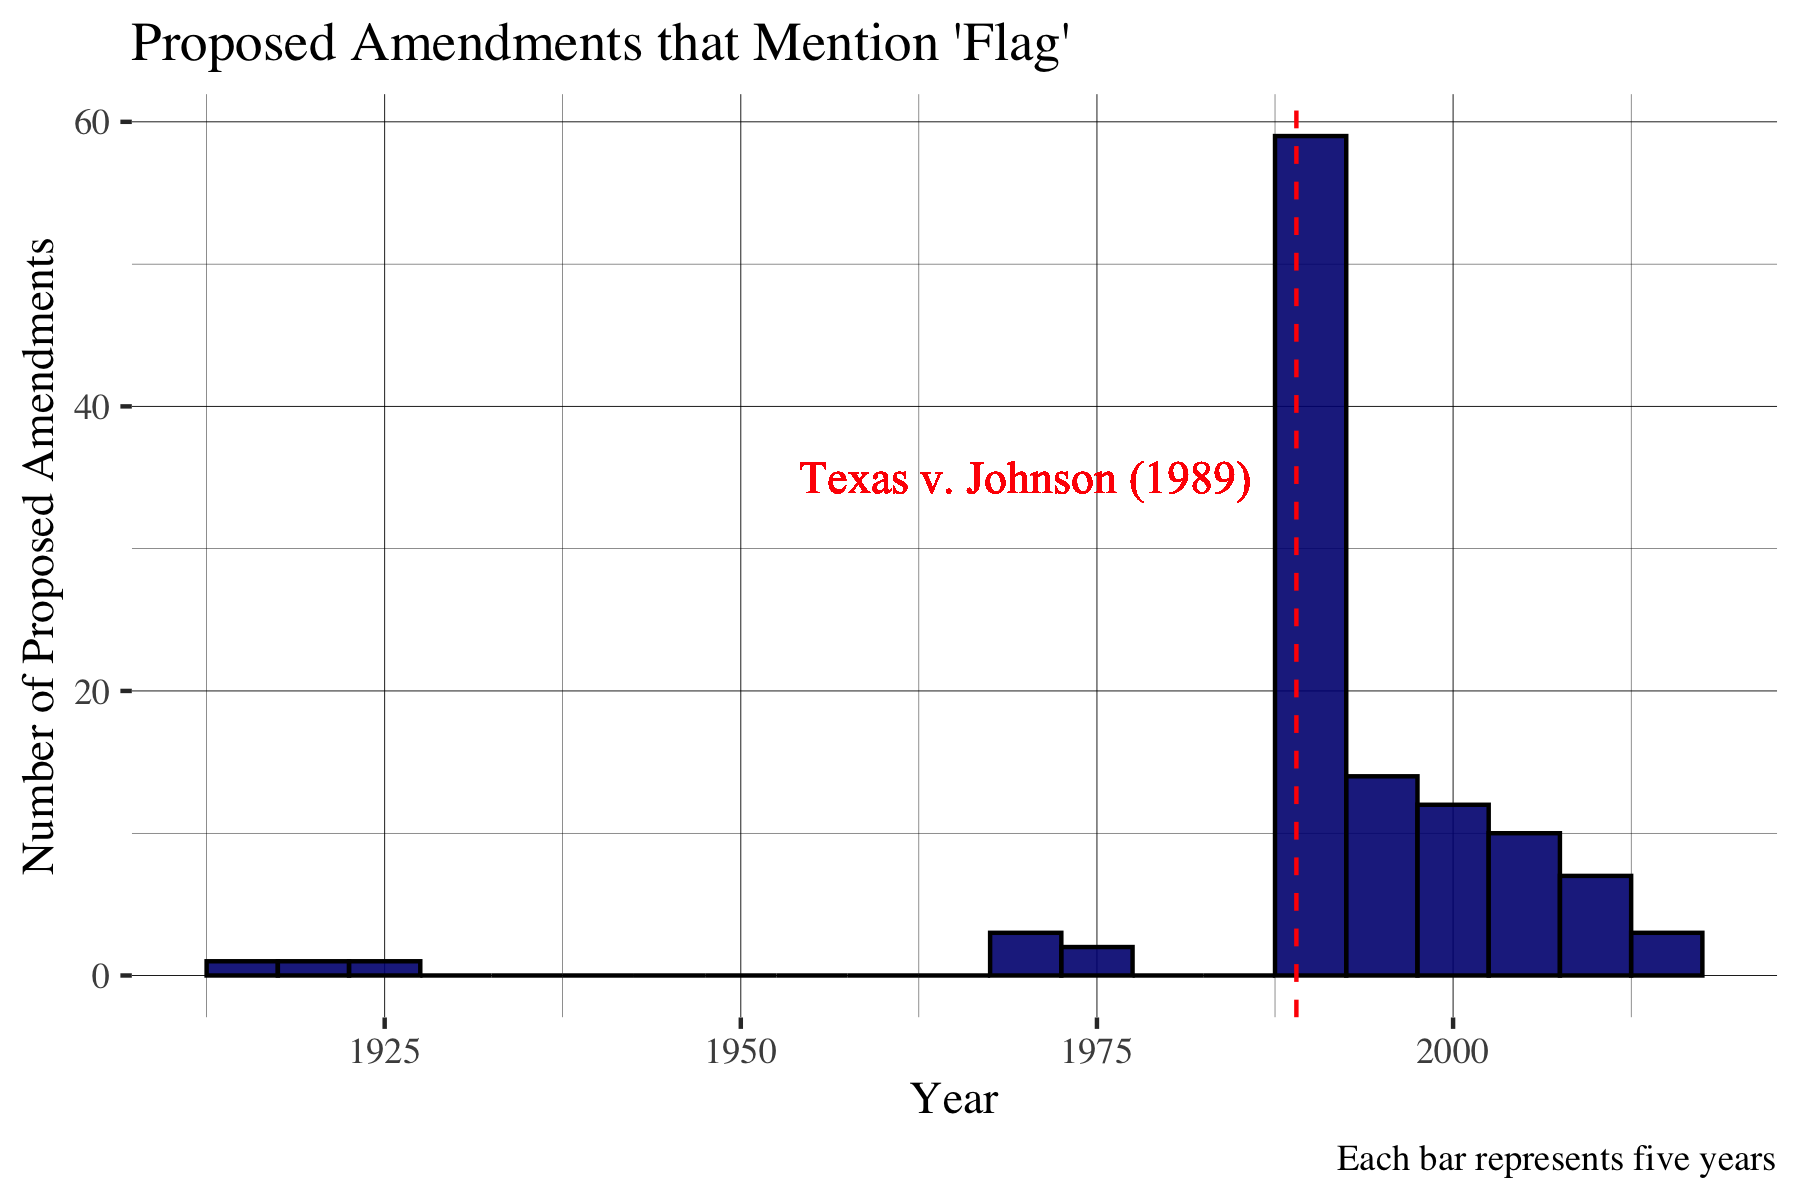 Proposed Amendments that Mention 'Flag'
Number of Proposed Amendments
60
40
20
0
Texas v. Johnson (1989)
1925 1950 1975 2000
Year
Each bar represents five years